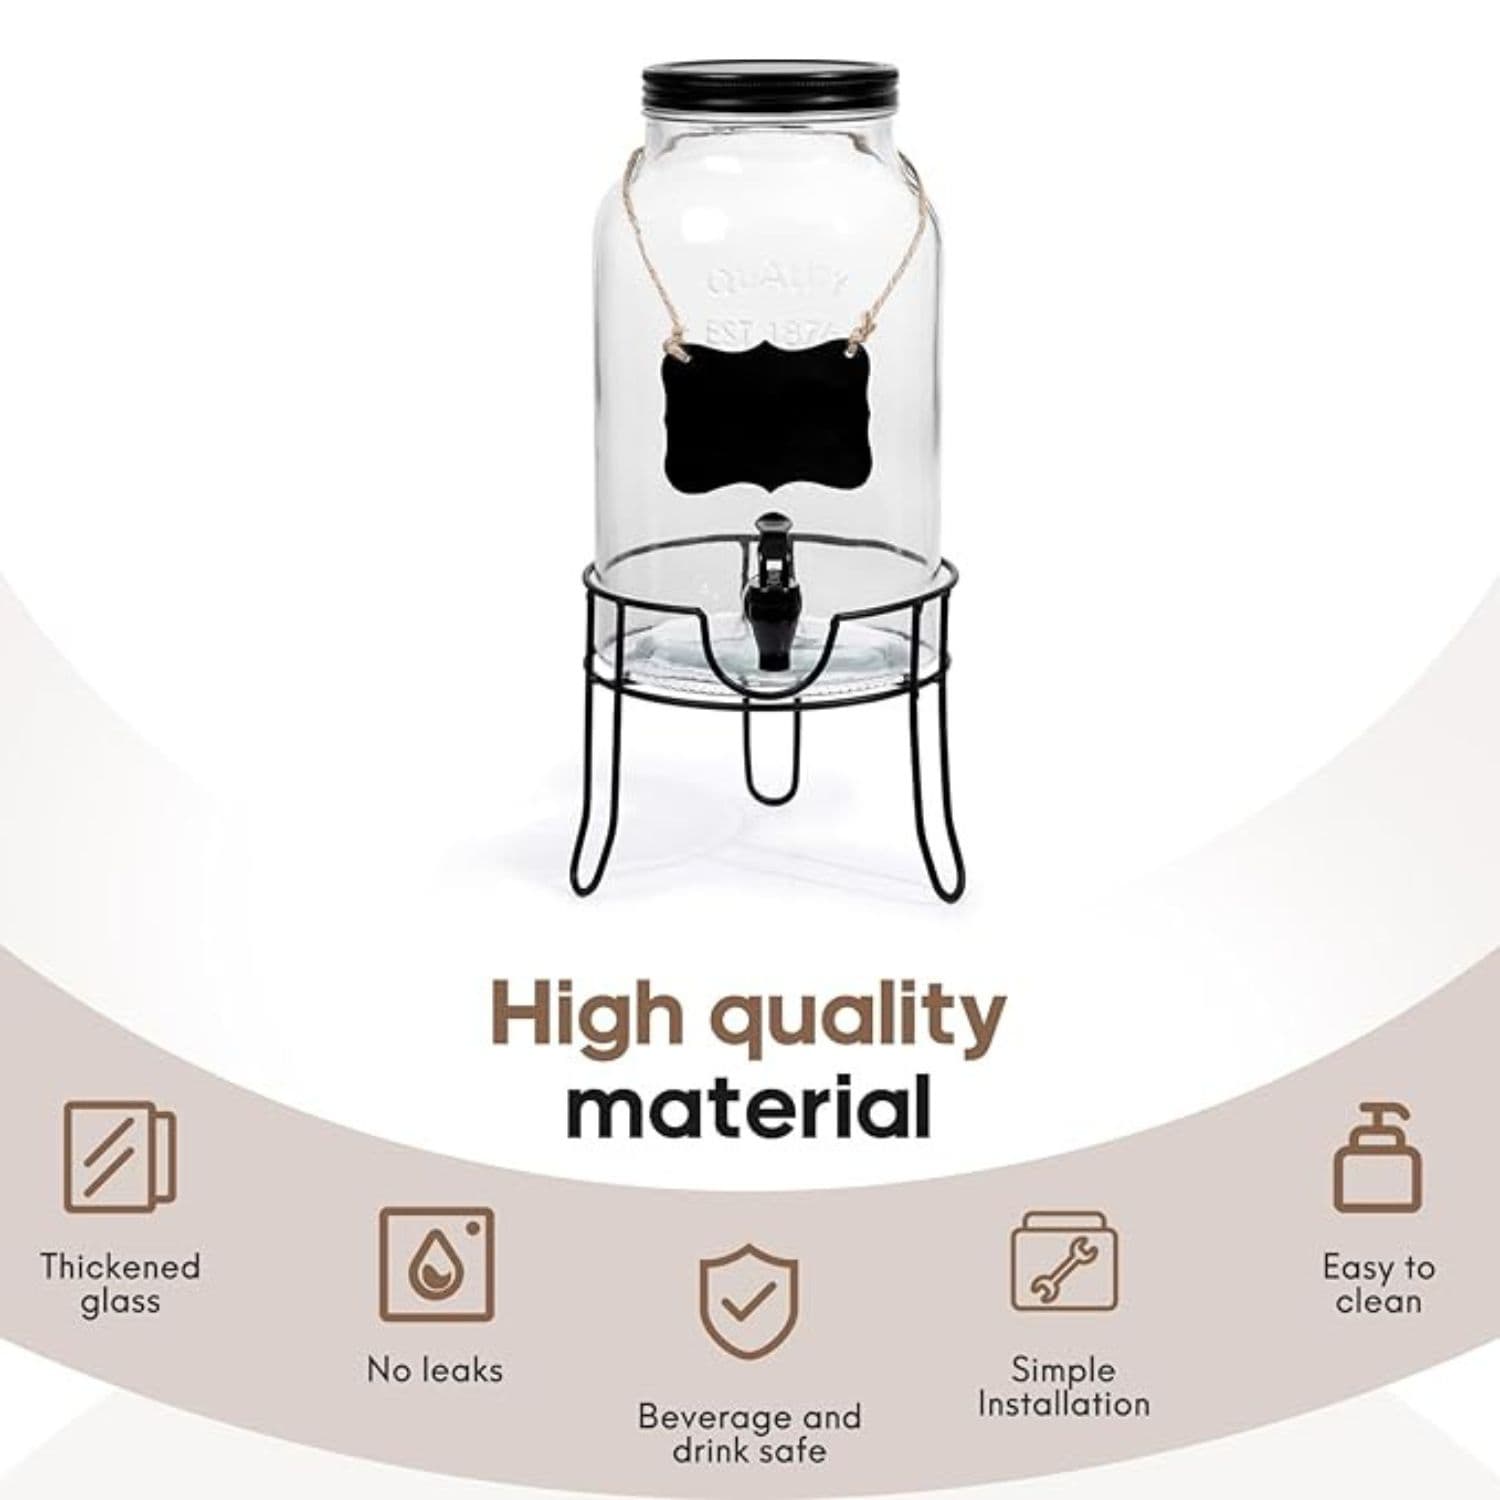 QUALITY
EST 1874
High quality
material
Thickened
glass
No leaks
Beverage and
drink safe
Simple
Installation
Easy to
clean